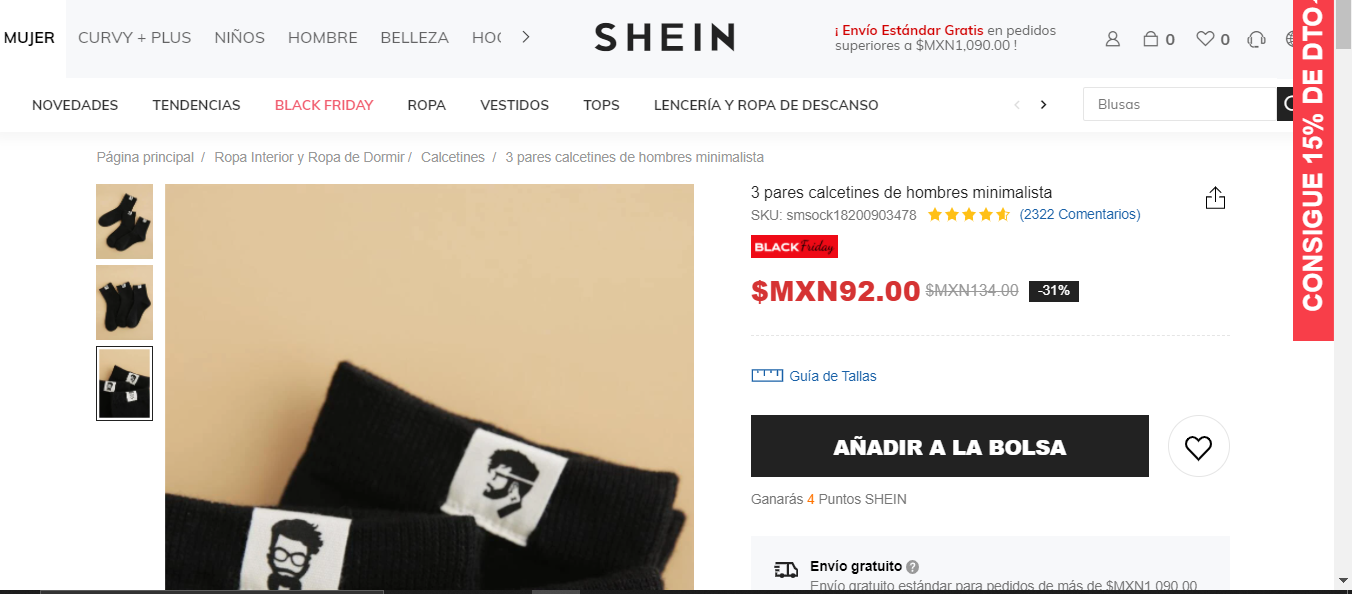 MUJER CURVY + PLUS NIÑOS HOMBRE BELLEZA
SHEIN
¡ Envío Estándar Gratis en pedidos
superiores a $MXN1,090.00 !
0
0
NOVEDADES TENDENCIAS BLACK FRIDAY ROPA VESTIDOS TOPS LENCERÍA Y ROPA DE DESCANSO
Blusas
CONSIGUE 15% DE DTO
Página principal / Ropa Interior y Ropa de Dormir / Calcetines / 3 pares calcetines de hombres minimalista
3 pares calcetines de hombres minimalista
SKU: smsock18200903478 (2322 Comentarios)
BLACK Friday
$MXN92.00 $MXN134.00 -31%
Guía de Tallas
AÑADIR A LA BOLSA
Ganarás 4 Puntos SHEIN
Envío gratuito ?
Envío gratuito estándar para pedidos de más de $MXN1,090.00